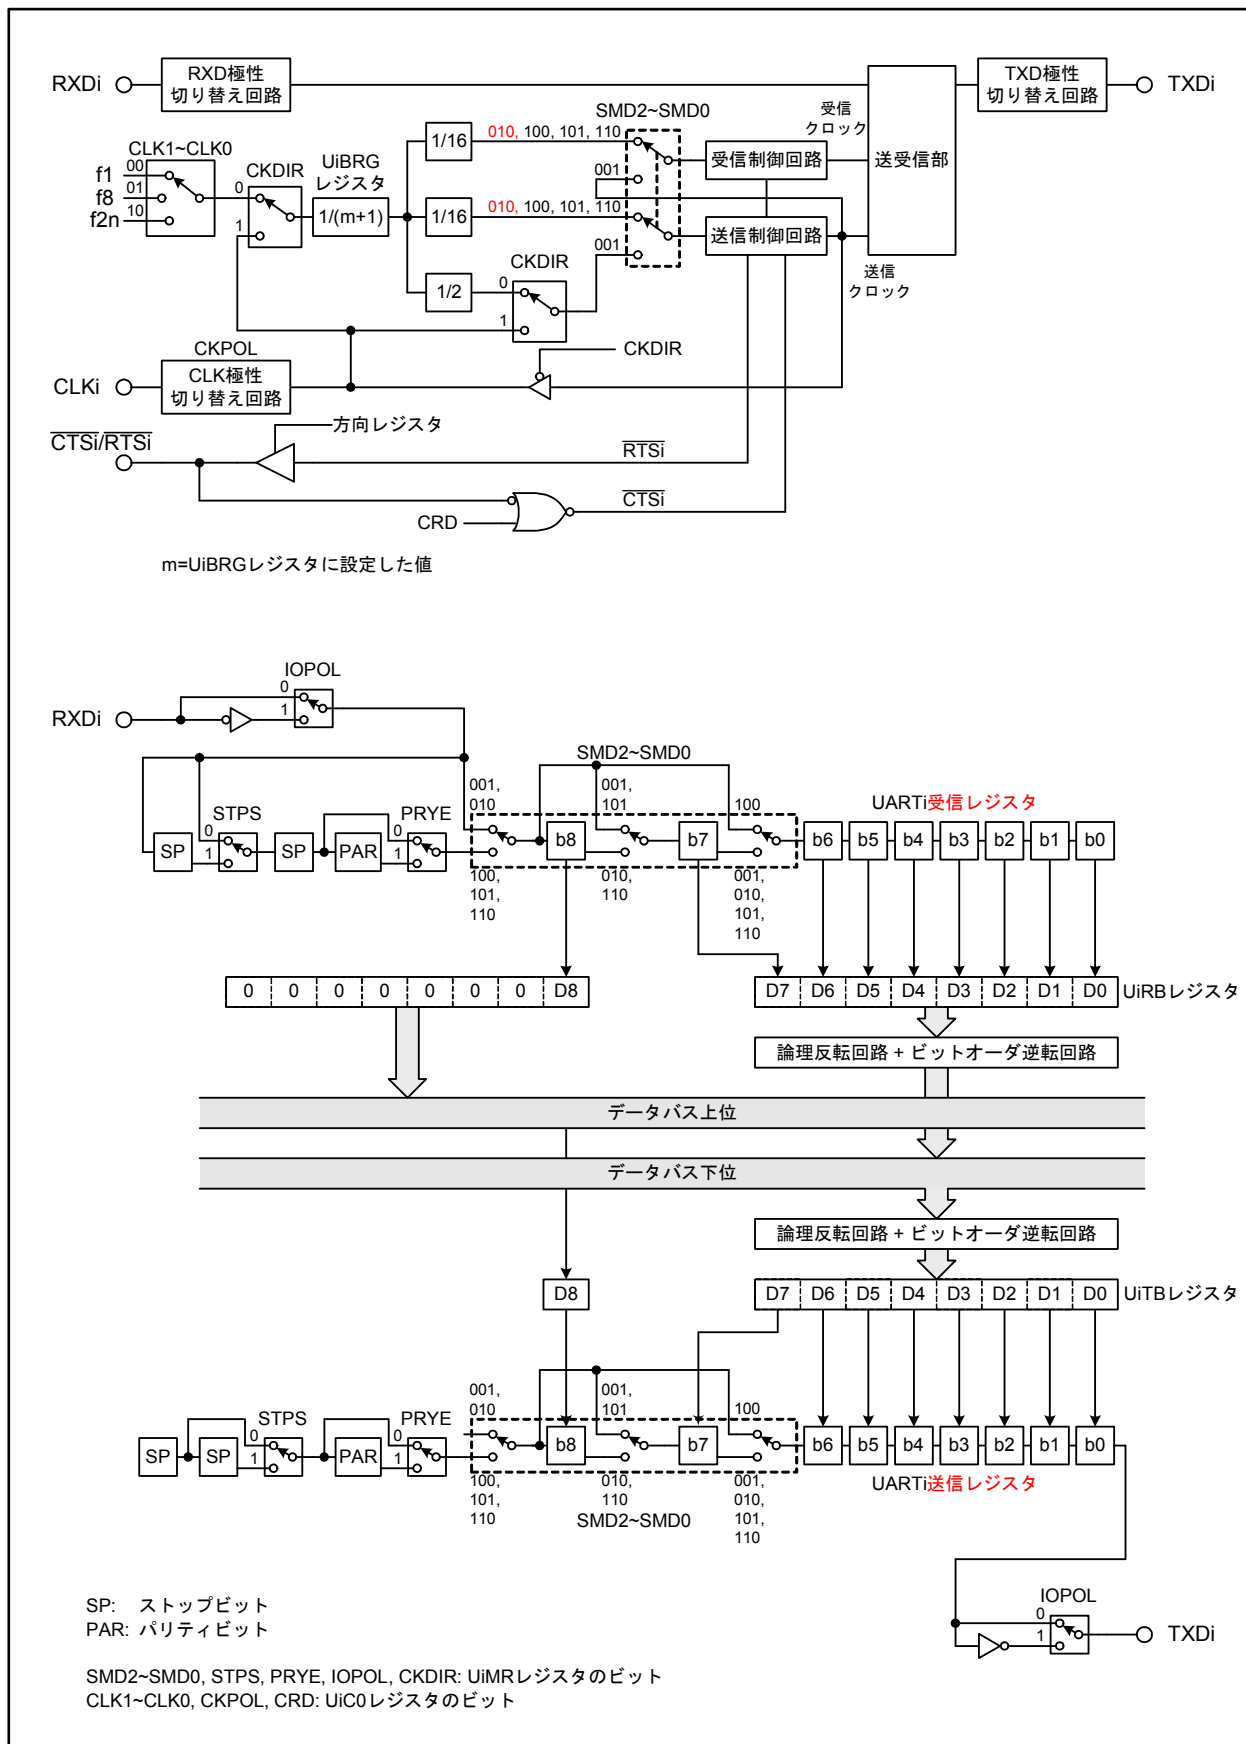 RXDi
RXD極性
切り替え回路
TXD極性
切り替え回路
TXDi
CLK1~CLK0
f1
00
f8
01
f2n
10
CKDIR
0
1
UiBRG
レジスタ
1/(m+1)
1/16
010, 100, 101, 110
SMD2~SMD0
001
受信制御回路
受信
クロック
送受信部
1/16
010, 100, 101, 110
001
送信制御回路
送信
クロック
1/2
CKDIR
0
1
CKPOL
CLKi
CLK極性
切り替え回路
CKDIR
CTSi/RTSi
方向レジスタ
RTSi
CRD
CTSi
m=UiBRGレジスタに設定した値
RXDi
IOPOL
0
1
STPS
SP
0
1
SP
PAR
PRYE
0
1
SMD2~SMD0
001,
010
100,
101,
110
b8
001,
101
010,
110
b7
100
001,
010,
101,
110
UARTi受信レジスタ
b6 b5 b4 b3 b2 b1 b0
0 0 0 0 0 0 0 D8
D7 D6 D5 D4 D3 D2 D1 D0
UiRBレジスタ
論理反転回路 + ビットオーダ逆転回路
データバス上位
データバス下位
論理反転回路 + ビットオーダ逆転回路
D8
D7 D6 D5 D4 D3 D2 D1 D0
UiTBレジスタ
SP
SP
STPS
0
1
PAR
PRYE
0
1
001,
010
100,
101,
110
b8
001,
101
010,
110
b7
100
001,
010,
101,
110
SMD2~SMD0
b6 b5 b4 b3 b2 b1 b0
UARTi送信レジスタ
IOPOL
0
1
TXDi
SP: ストップビット
PAR: パリティビット
SMD2~SMD0, STPS, PRYE, IOPOL, CKDIR: UiMRレジスタのビット
CLK1~CLK0, CKPOL, CRD: UiC0レジスタのビット